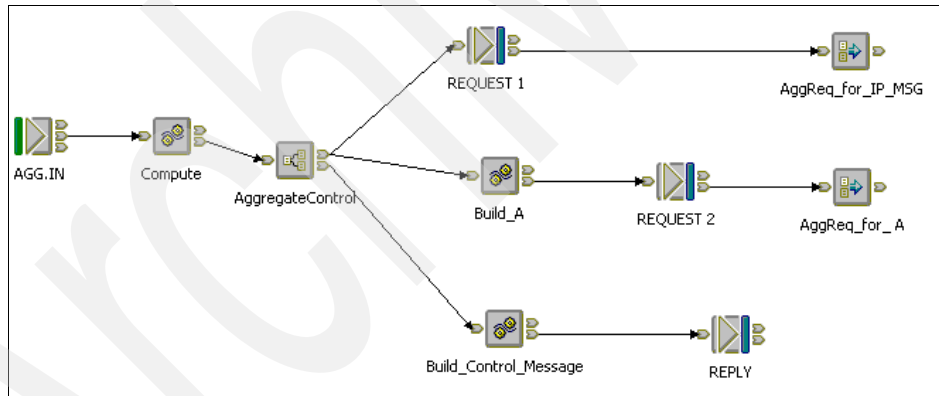 REQUEST 1
AggReq_for_IP_MSG
AGG.IN
Compute
AggregateControl
Build_A
REQUEST 2
AggReq_for_ A
Build_Control_Message
REPLY